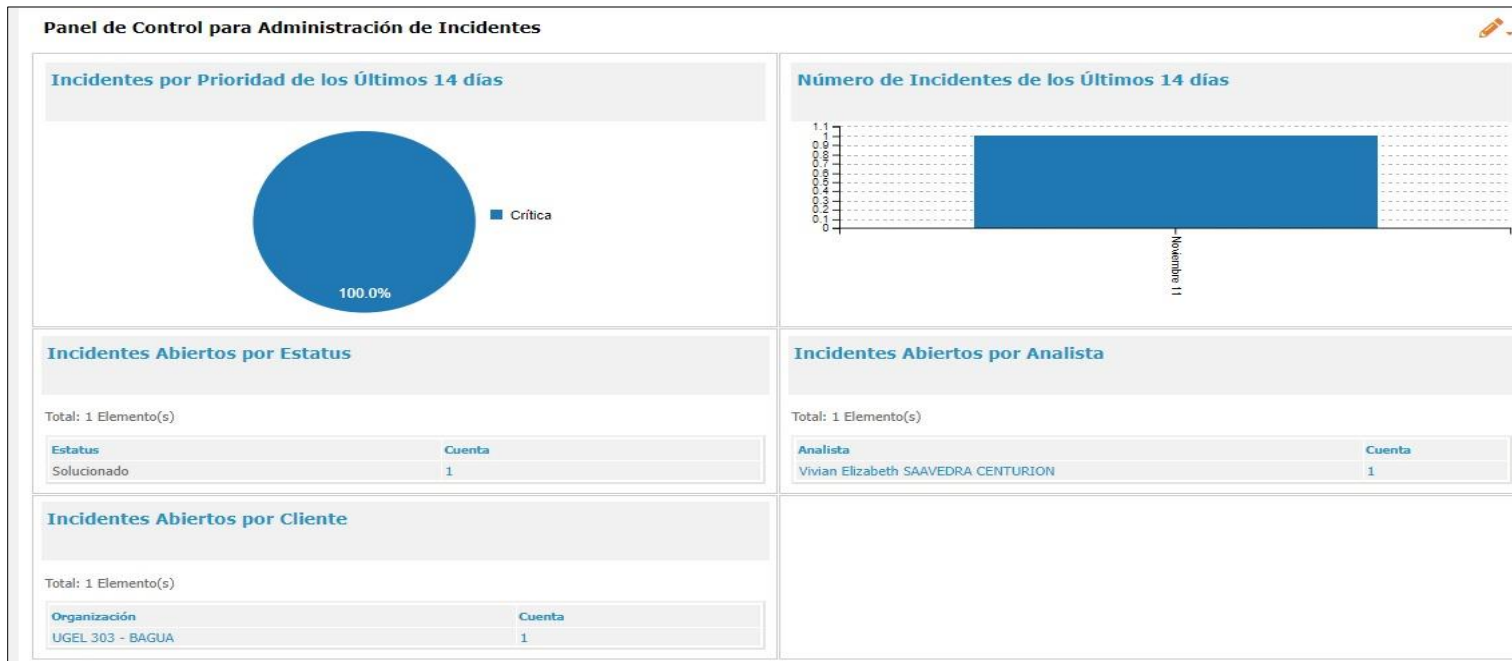 Panel de Control para Administración de Incidentes
Incidentes por Prioridad de los Últimos 14 días
Crítica
100.0%
Número de Incidentes de los Últimos 14 días
1.1
1
0.9
0.8
0.7
0.6
0.5
0.4
0.3
0.2
0.1
0
Noviembre 11
Incidentes Abiertos por Estatus
Total: 1 Elemento(s)
Estatus Cuenta
Solucionado 1
Incidentes Abiertos por Analista
Total: 1 Elemento(s)
Analista Cuenta
Vivian Elizabeth SAAVEDRA CENTURION 1
Incidentes Abiertos por Cliente
Total: 1 Elemento(s)
Organización Cuenta
UGEL 303 - BAGUA 1